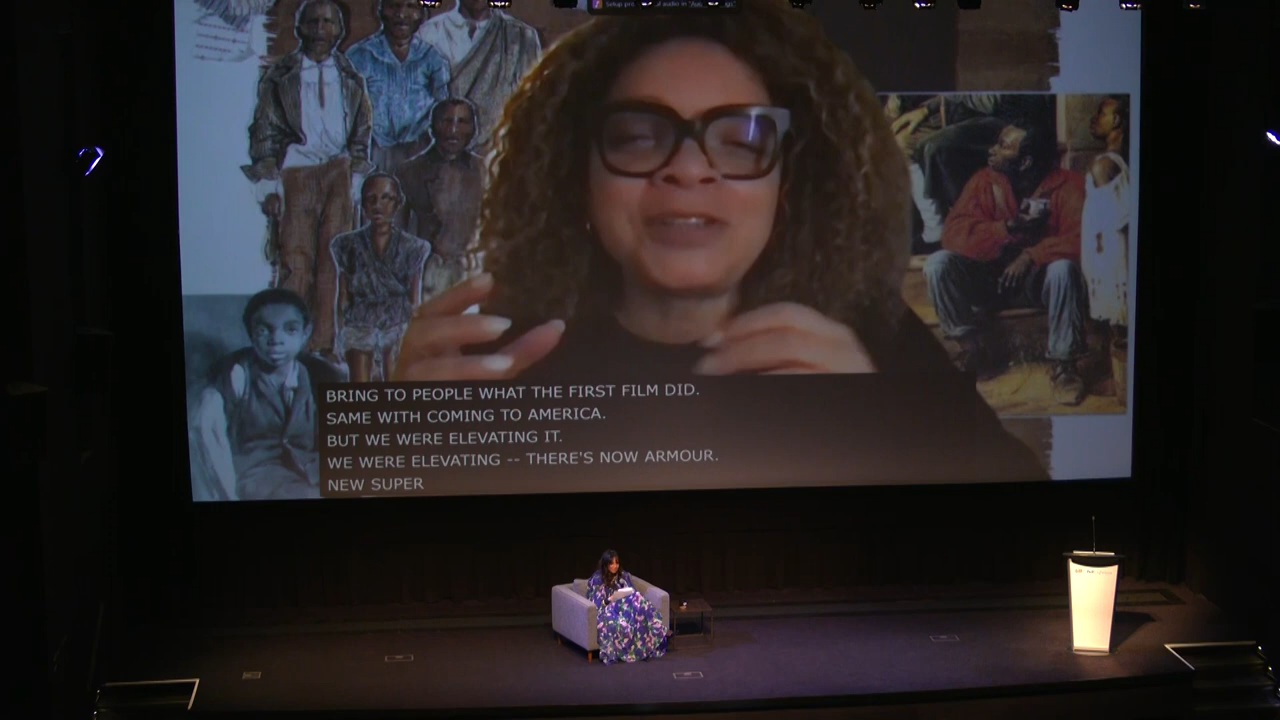 BRING TO PEOPLE WHAT THE FIRST FILM DID.
SAME WITH COMING TO AMERICA.
BUT WE WERE ELEVATING IT.
WE WERE ELEVATING -- THERE'S NOW ARMOUR.
NEW SUPER